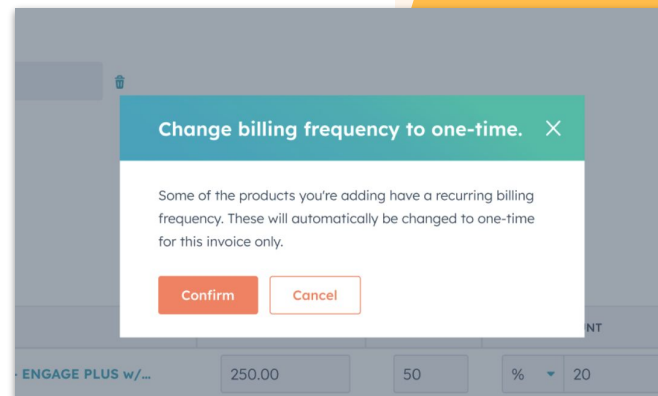 Change billing frequency to one-time.
Some of the products you're adding have a recurring billing
frequency. These will automatically be changed to one-time
for this invoice only.
Confirm Cancel
NT
ENGAGE PLUS w/... 250.00 50 % 20